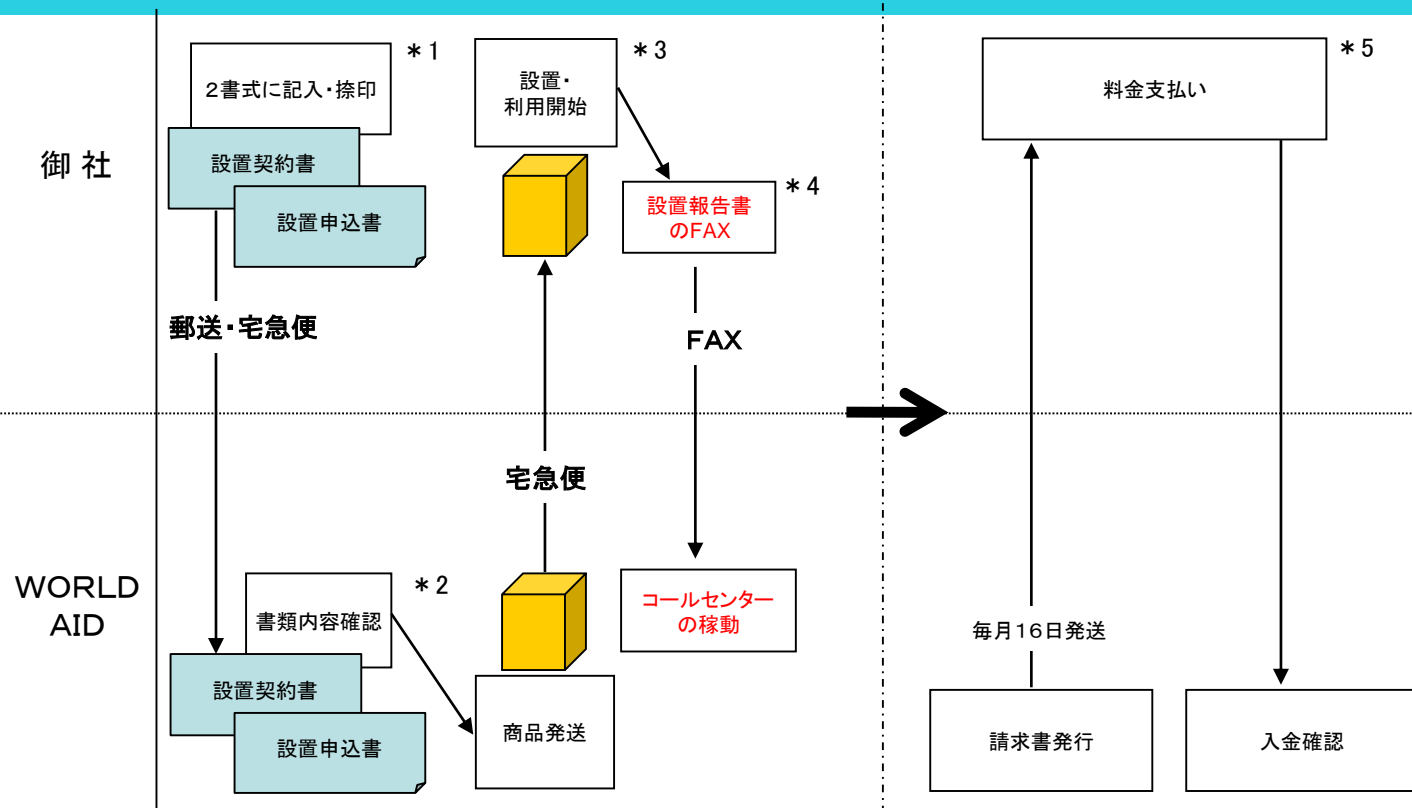 *1
2書式に記入・捺印
設置契約書
設置申込書
*3
設置・
利用開始
*4
設置報告書
のFAX
*5
料金支払い
御 社
郵送・宅急便
FAX
宅急便
WORLD
AID
*2
書類内容確認
設置契約書
設置申込書
商品発送
コールセンター
の稼動
毎月16日発送
請求書発行
入金確認